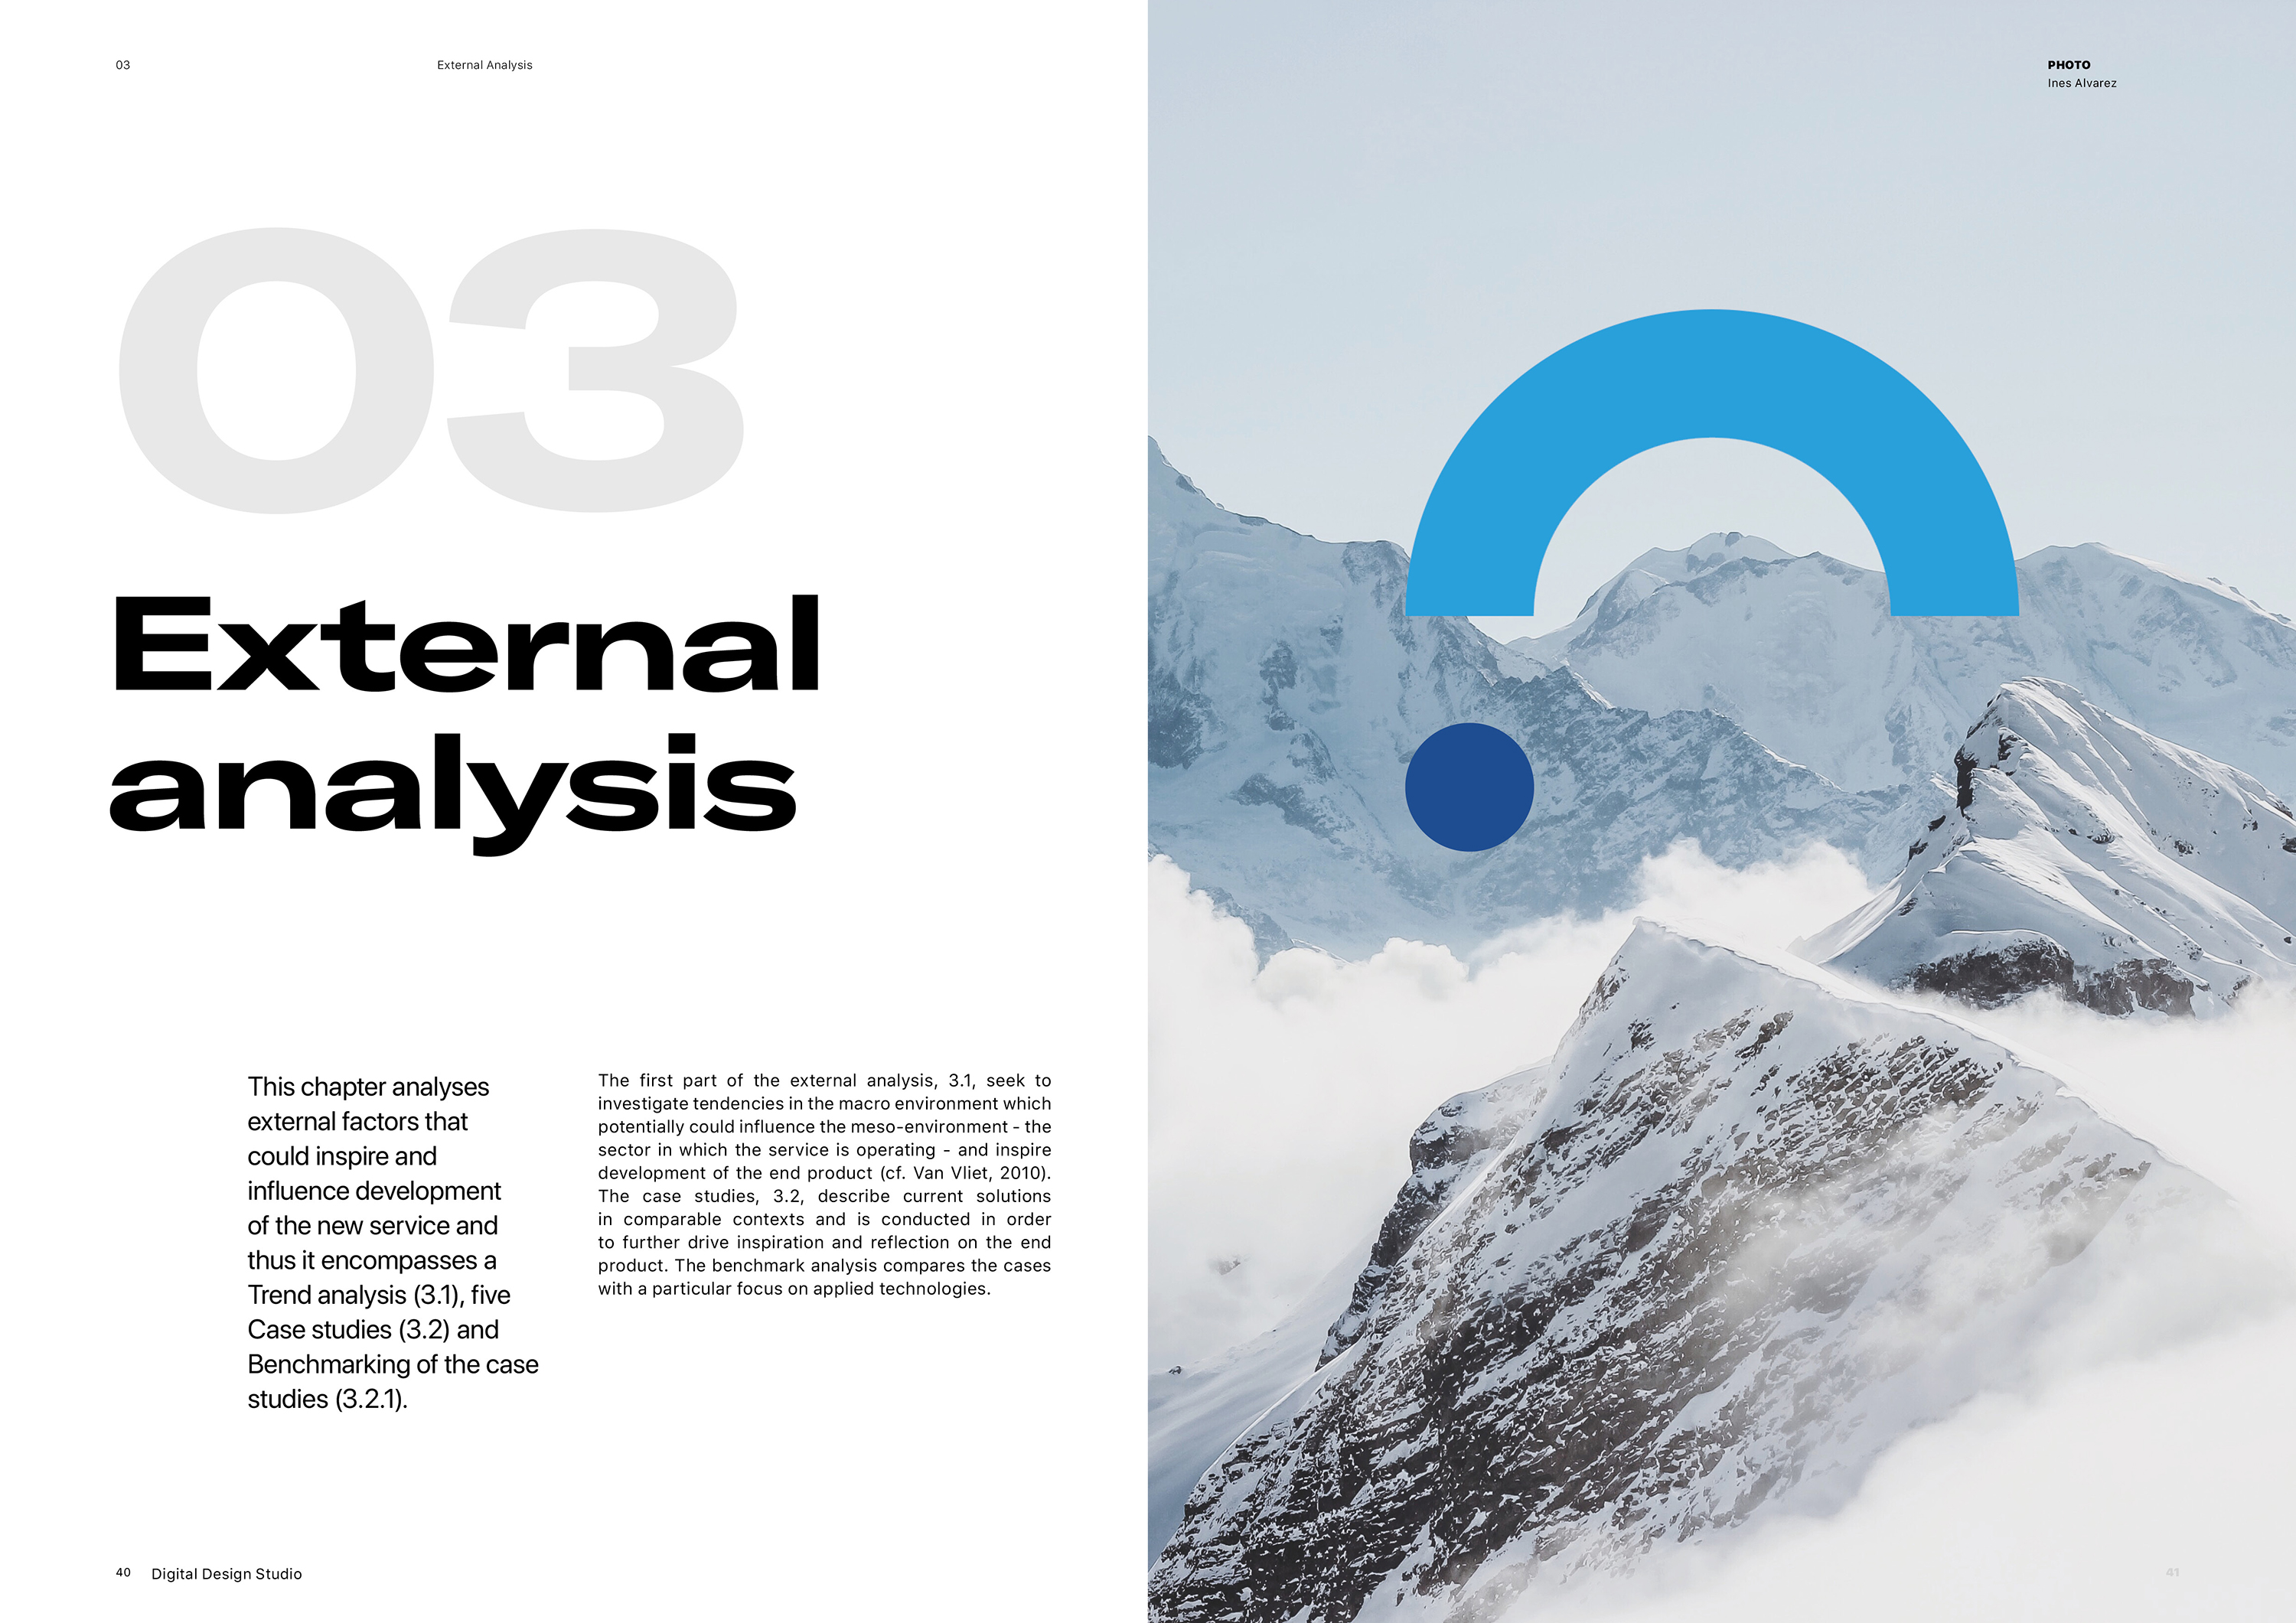 03
External Analysis
PHOTO
Ines Alvarez
03
External
analysis
This chapter analyses
external factors that
could inspire and
influence development
of the new service and
thus it encompasses a
Trend analysis (3.1), five
Case studies (3.2) and
Benchmarking of the case
studies (3.2.1).
The first part of the external analysis, 3.1, seek to
investigate tendencies in the macro environment which
potentially could influence the meso-environment - the
sector in which the service is operating - and inspire
development of the end product (cf. Van Vliet, 2010).
The case studies, 3.2, describe current solutions
in comparable contexts and is conducted in order
to further drive inspiration and reflection on the end
product. The benchmark analysis compares the cases
with a particular focus on applied technologies.
40 Digital Design Studio
41